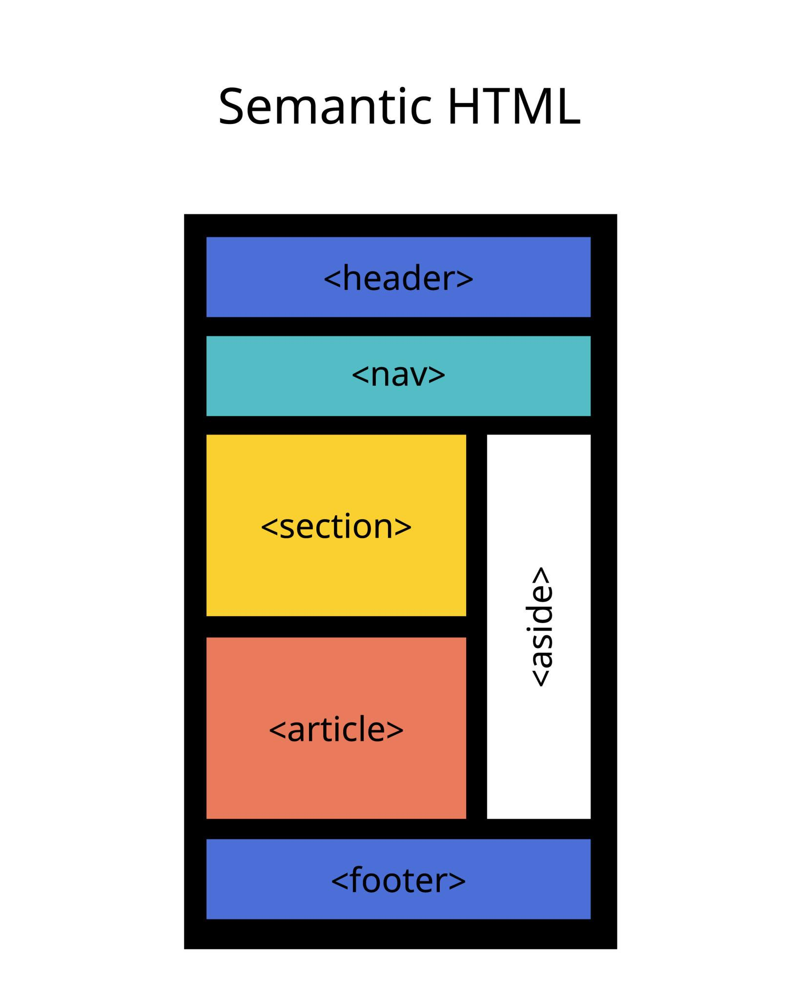 Semantic HTML
<header>
<nav>
<section>
<aside>
<article>
<footer>